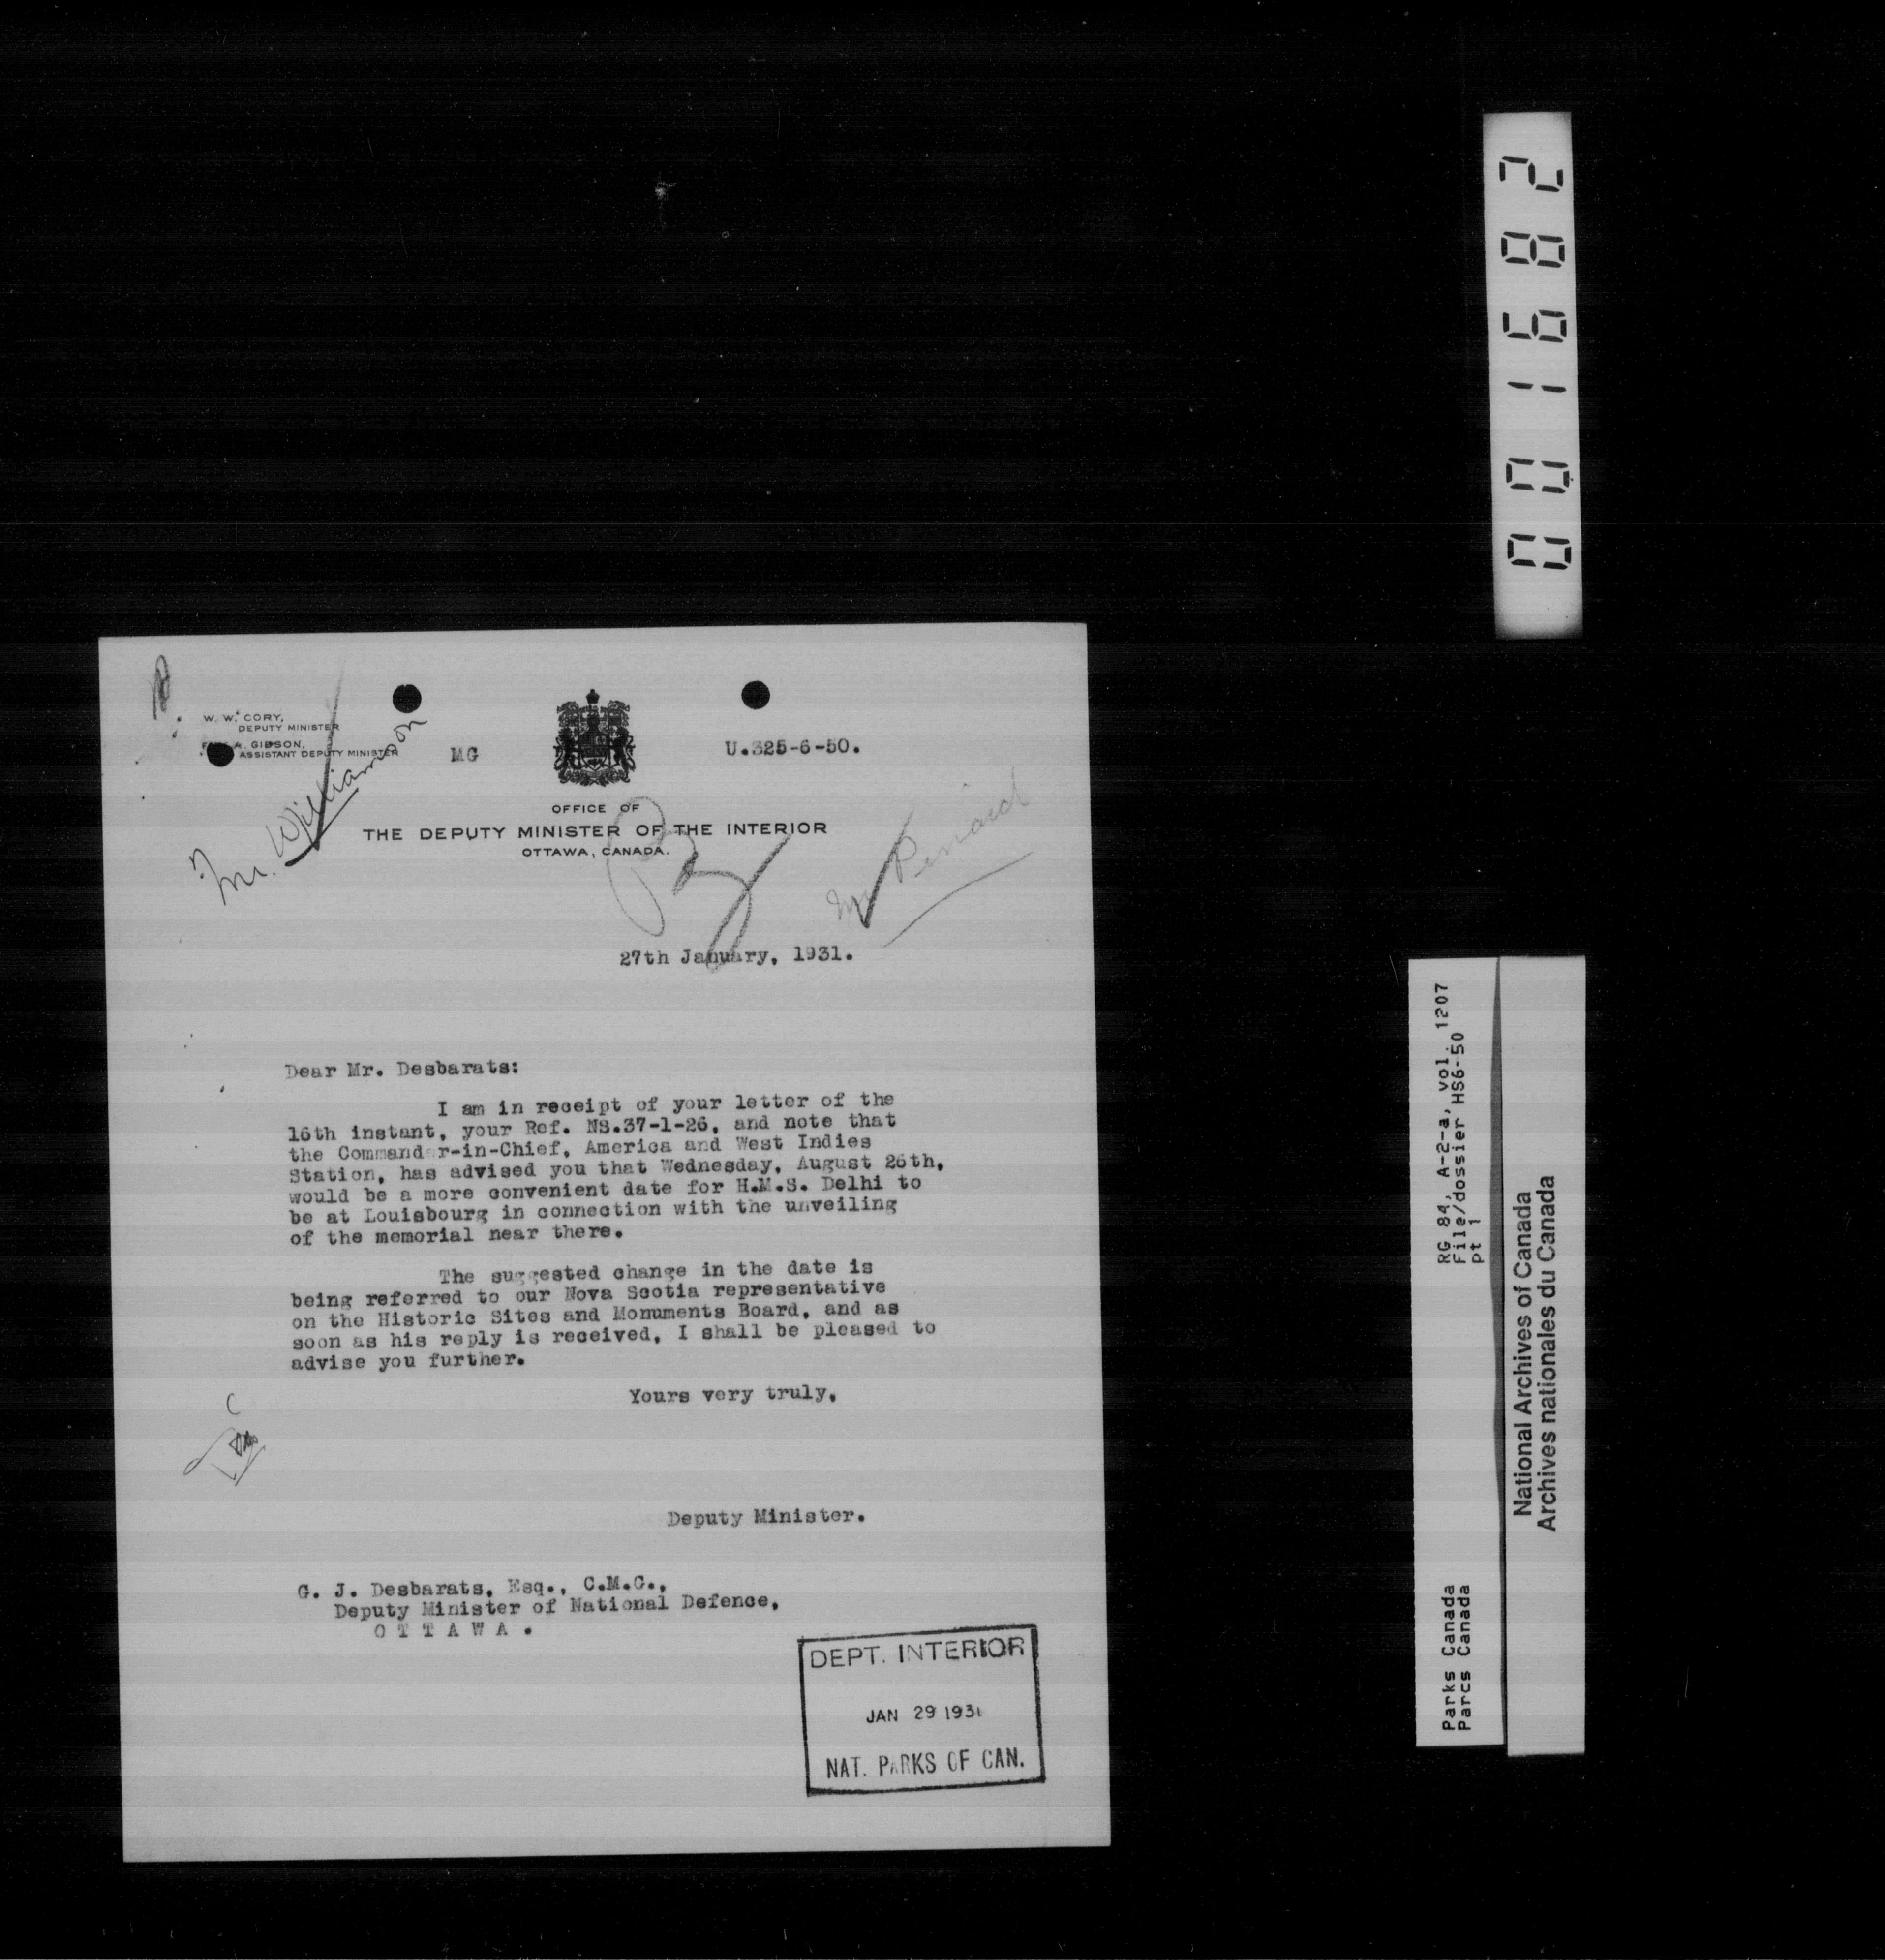 W. W. CORY,
DEPUTY MINISTER
A. GIBSON,
ASSISTANT DEPUTY MINISTER
MG
U.325-6-50.
OFFICE OF
THE DEPUTY MINISTER OF THE INTERIOR
OTTAWA, CANADA.
Mr. Williamson
27th January, 1931.
Dear Mr. Desbarats:
I am in receipt of your letter of the
16th instant, your Ref. NS.37-1-26, and note that
the Commander-in-Chief, America and West Indies
Station, has advised you that Wednesday, August 26th,
would be a more convenient date for H.M.S. Delhi to
be at Louisbourg in connection with the unveiling
of the memorial near there.
The suggested change in the date is
being referred to our Nova Scotia representative
on the Historic Sites and Monuments Board, and as
soon as his reply is received, I shall be pleased to
advise you further.
Yours very truly,
Deputy Minister.
G. J. Desbarats, Esq., C.M.G.,
Deputy Minister of National Defence,
O T T A W A .
DEPT. INTERIOR
JAN 29 1931
NAT. PARKS OF CAN.
001682
RG 84, A-2-a, vol. 1207
File/dossier HS6-50
pt 1
Parks Canada
Parcs Canada
National Archives of Canada
Archives nationales du Canada